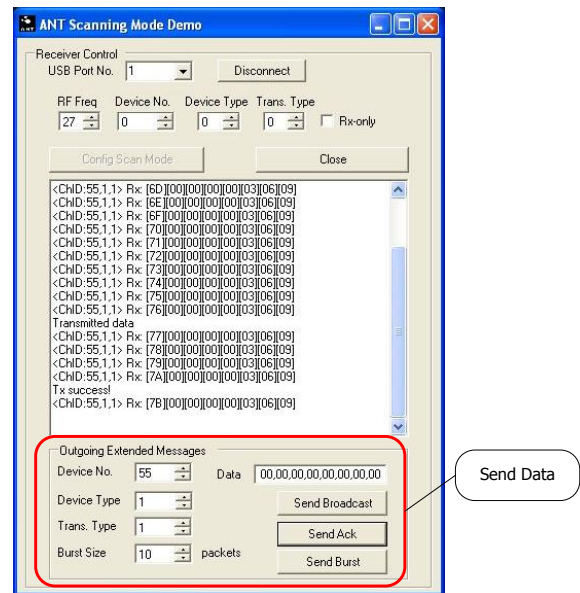 ANT Scanning Mode Demo
Receiver Control
USB Port No. 1 Disconnect
RF Freq Device No. Device Type Trans. Type
27 0 0 0 Rx-only
Config Scan Mode Close
<ChID:55,1,1> Rx: [6D][00][00][00][00][03][06][09]
<ChID:55,1,1> Rx: [6E][00][00][00][00][03][06][09]
<ChID:55,1,1> Rx: [6F][00][00][00][00][03][06][09]
<ChID:55,1,1> Rx: [70][00][00][00][00][03][06][09]
<ChID:55,1,1> Rx: [71][00][00][00][00][03][06][09]
<ChID:55,1,1> Rx: [72][00][00][00][00][03][06][09]
<ChID:55,1,1> Rx: [73][00][00][00][00][03][06][09]
<ChID:55,1,1> Rx: [74][00][00][00][00][03][06][09]
<ChID:55,1,1> Rx: [75][00][00][00][00][03][06][09]
<ChID:55,1,1> Rx: [76][00][00][00][00][03][06][09]
Transmitted data
<ChID:55,1,1> Rx: [77][00][00][00][00][03][06][09]
<ChID:55,1,1> Rx: [78][00][00][00][00][03][06][09]
<ChID:55,1,1> Rx: [79][00][00][00][00][03][06][09]
<ChID:55,1,1> Rx: [7A][00][00][00][00][03][06][09]
Tx success!
<ChID:55,1,1> Rx: [7B][00][00][00][00][03][06][09]
Outgoing Extended Messages
Device No. 55 Data 00,00,00,00,00,00,00,00
Device Type 1 Send Broadcast
Trans. Type 1 Send Ack
Burst Size 10 packets Send Burst
Send Data